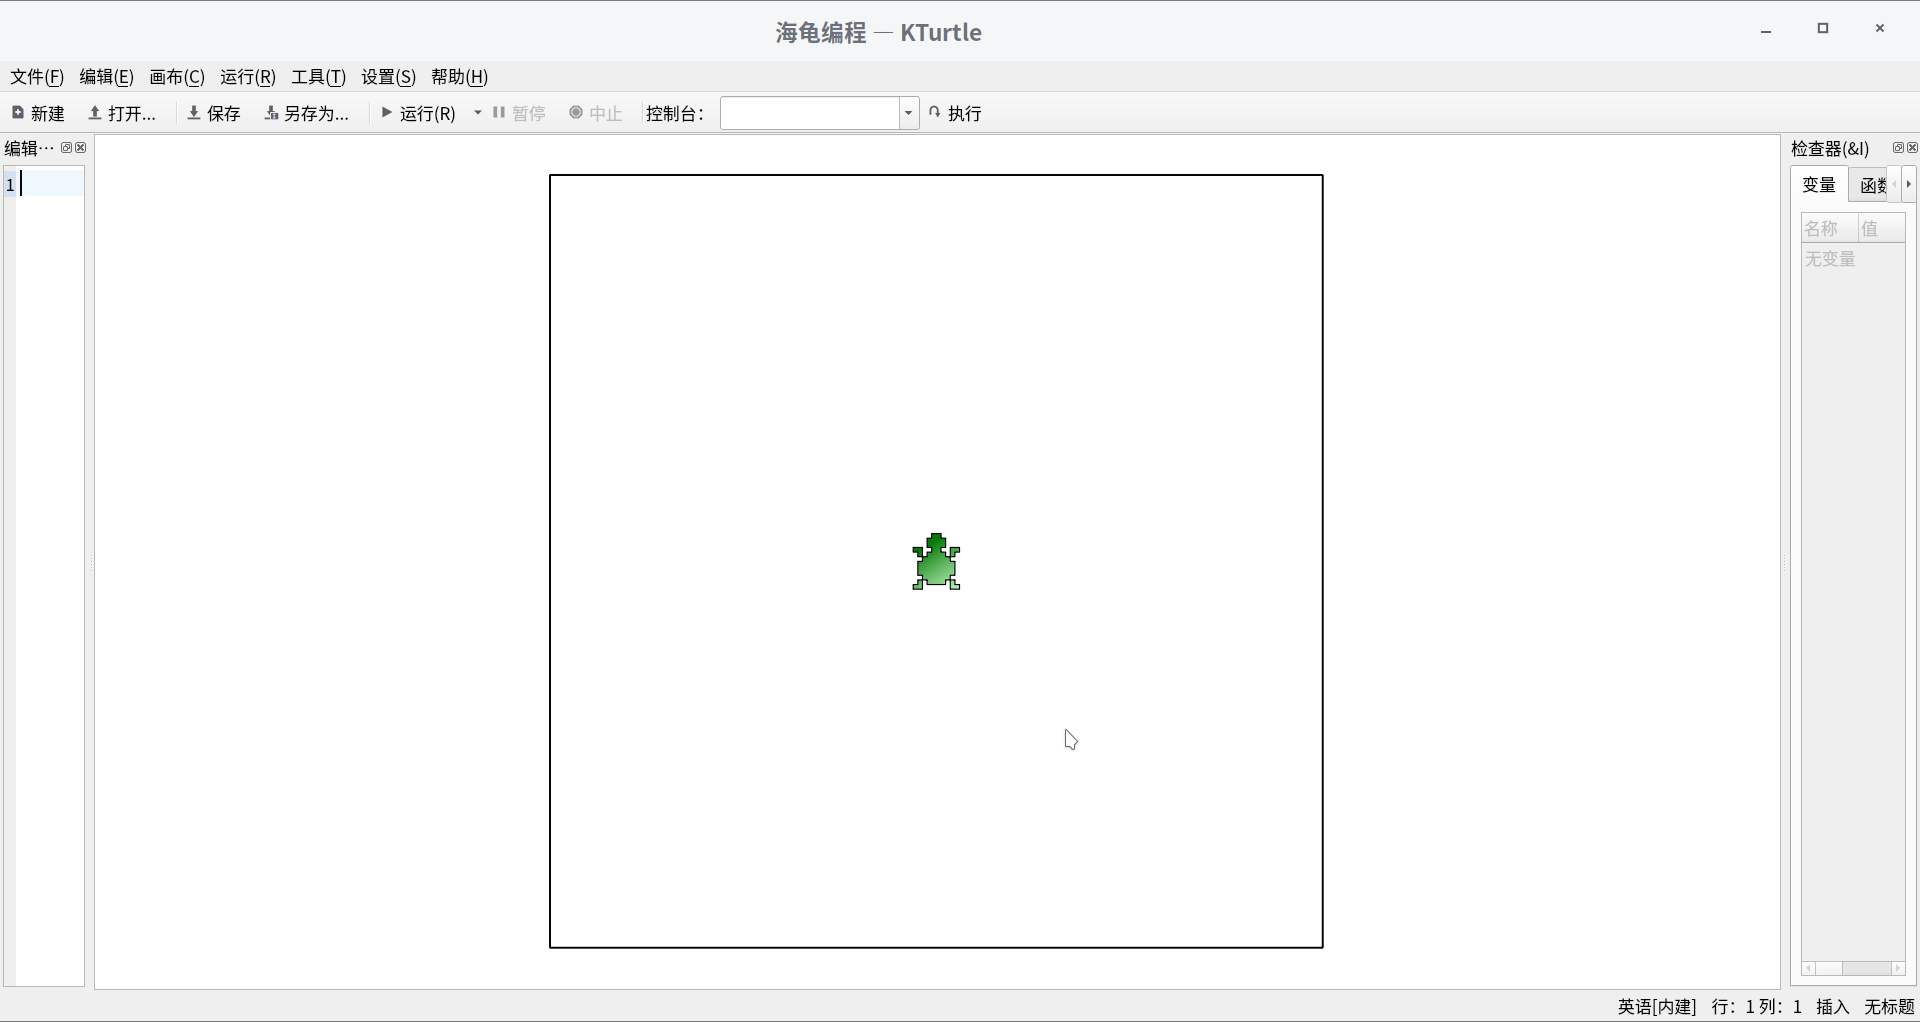 海龟编程 — KTurtle
文件(F) 编辑(E) 画布(C) 运行(R) 工具(T) 设置(S) 帮助(H)
新建 打开... 保存 另存为... 运行(R) 暂停 中止 控制台： 执行
编辑…
1
检查器(&I)
变量
名称 值
无变量
英语[内建] 行：1 列：1 插入 无标题